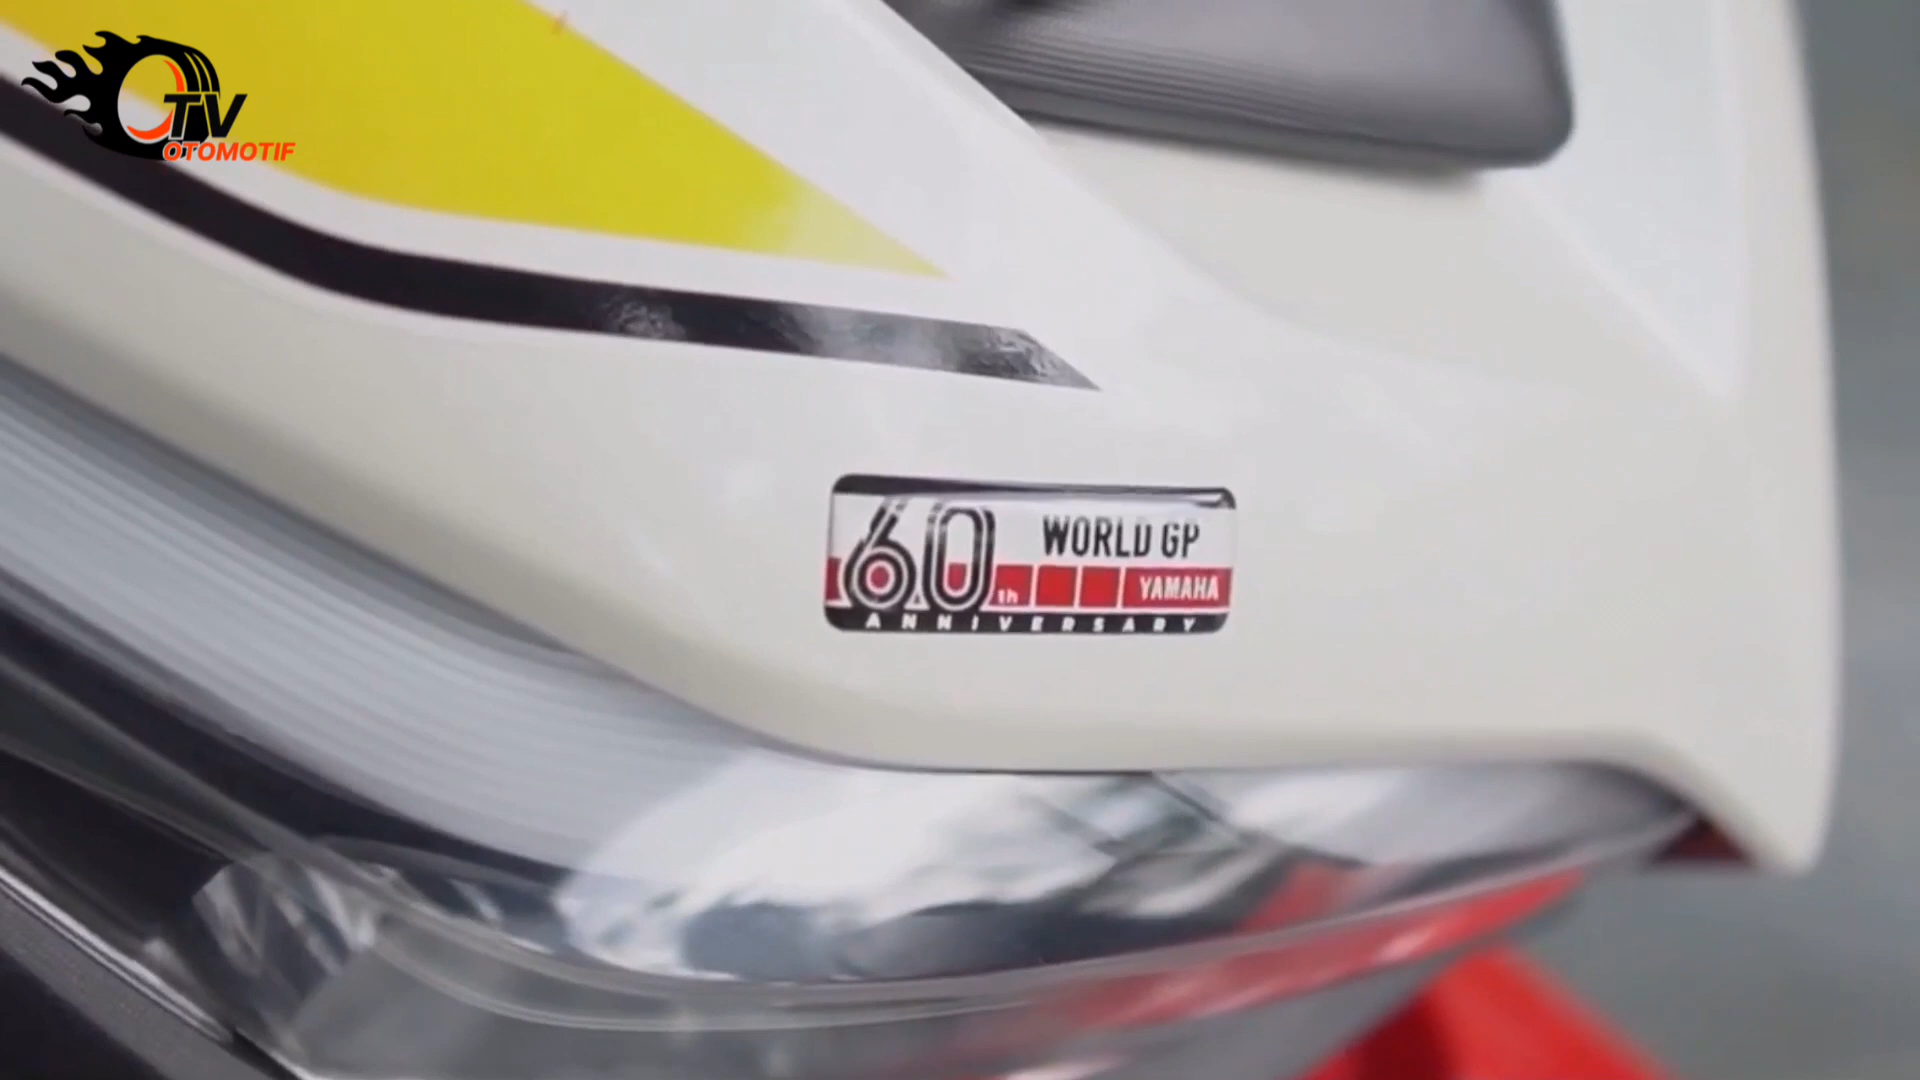 TV
OTOMOTIF
60th
WORLD GP
YAMAHA
ANNIVERSARY